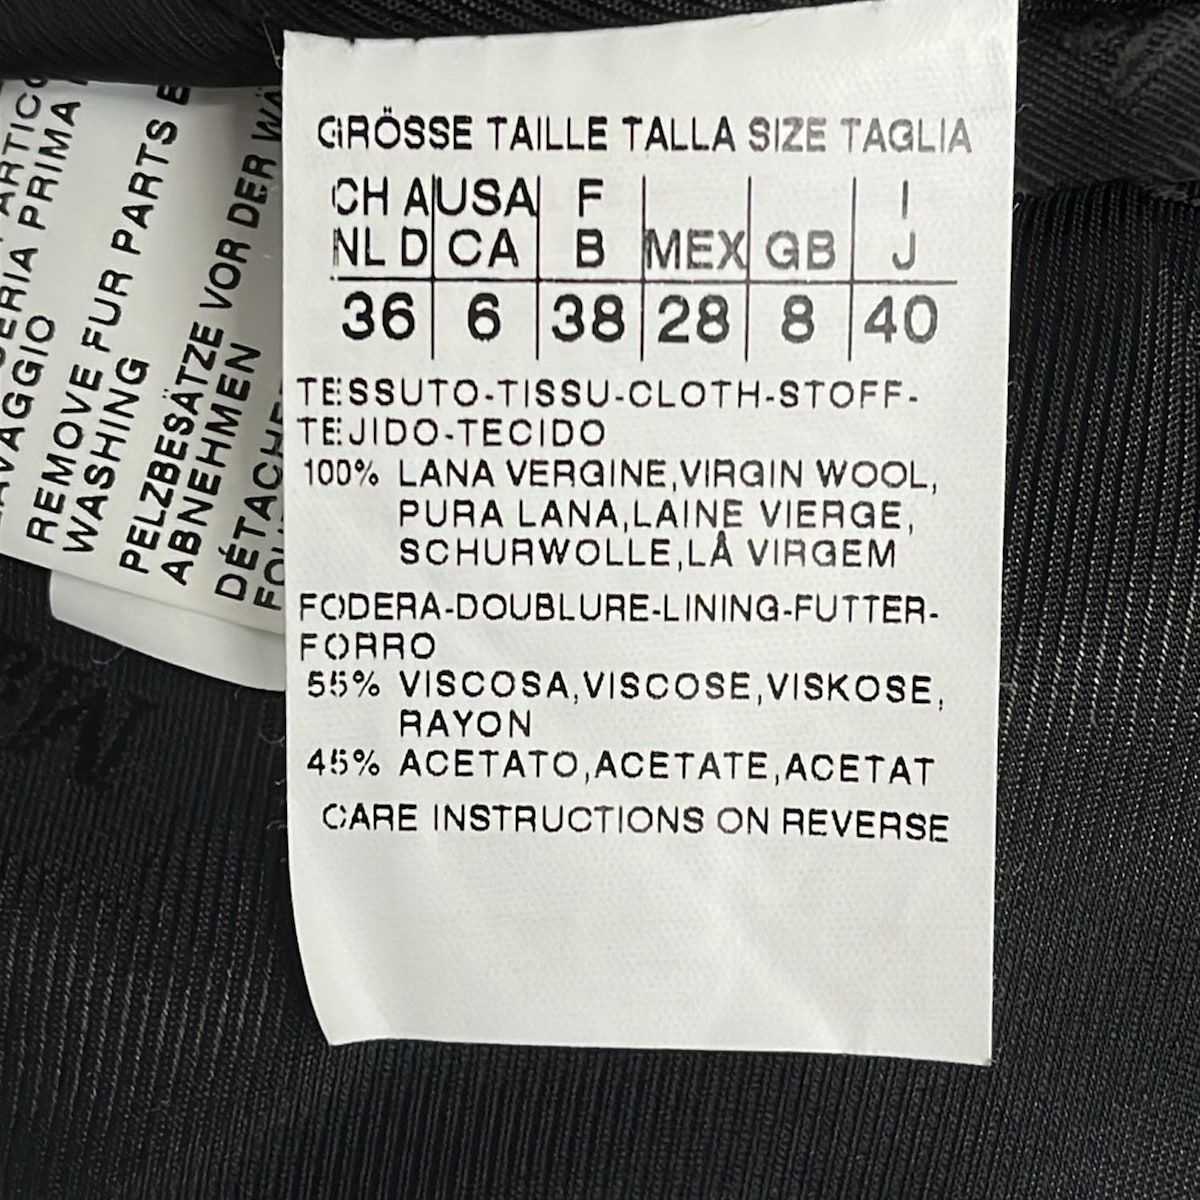 GRÖSSE TAILLE TALLA SIZE TAGLIA
CH A USA F I
NL D CA B MEX GB J
36 6 38 28 8 40
TESSUTO-TISSU-CLOTH-STOFF-
TEJIDO-TECIDO
100% LANA VERGINE,VIRGIN WOOL,
PURA LANA,LAINE VIERGE,
SCHURWOLLE,LÂ VIRGEM
FODERA-DOUBLURE-LINING-FUTTER-
FORRO
55% VISCOSA,VISCOSE,VISKOSE,
RAYON
45% ACETATO,ACETATE,ACETAT
CARE INSTRUCTIONS ON REVERSE
PRIMA
REMOVE FUR PARTS
WASHING
PELZBESÄTZE VOR DER
ABNEHMEN